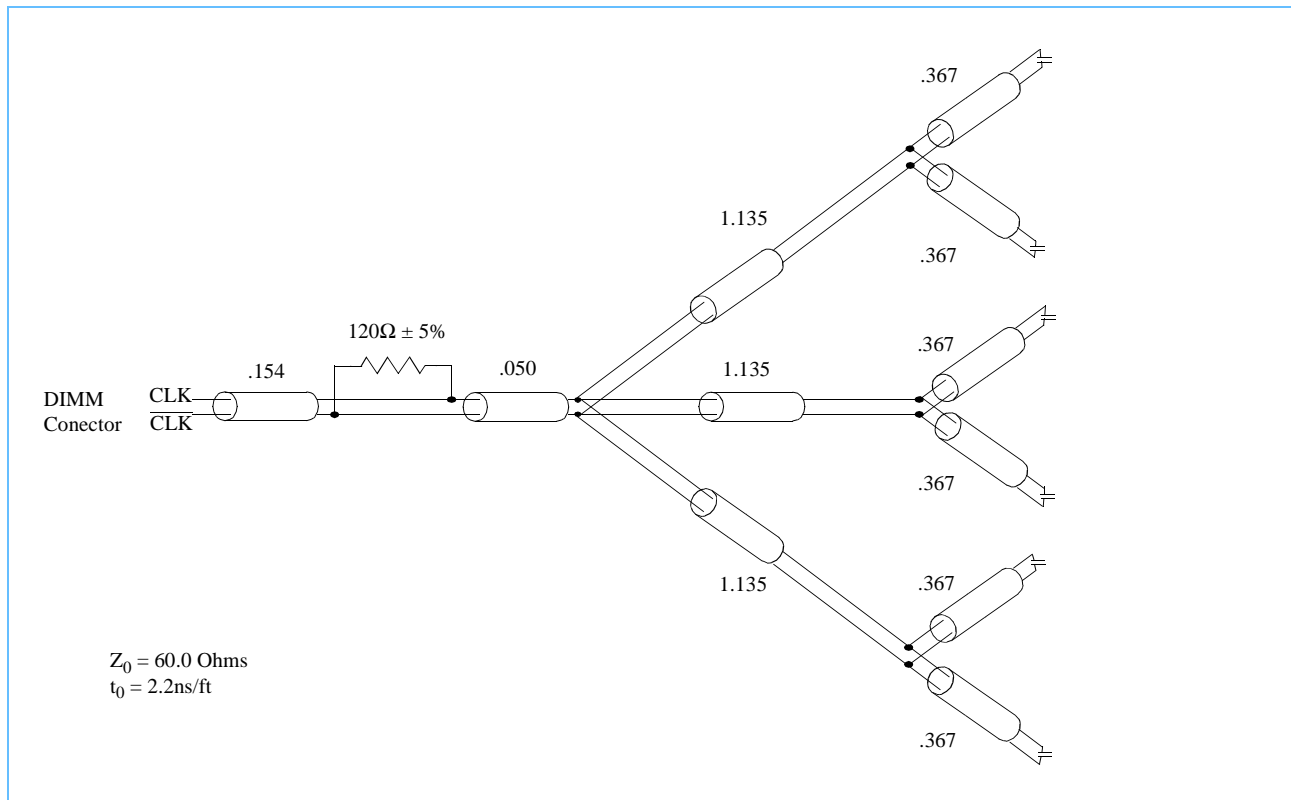 .367
.367
1.135
120Ω ± 5%
.154
.050
1.135
.367
.367
DIMM
Conector
CLK
C̅L̅K̅
1.135
.367
.367
Z₀ = 60.0 Ohms
t₀ = 2.2ns/ft